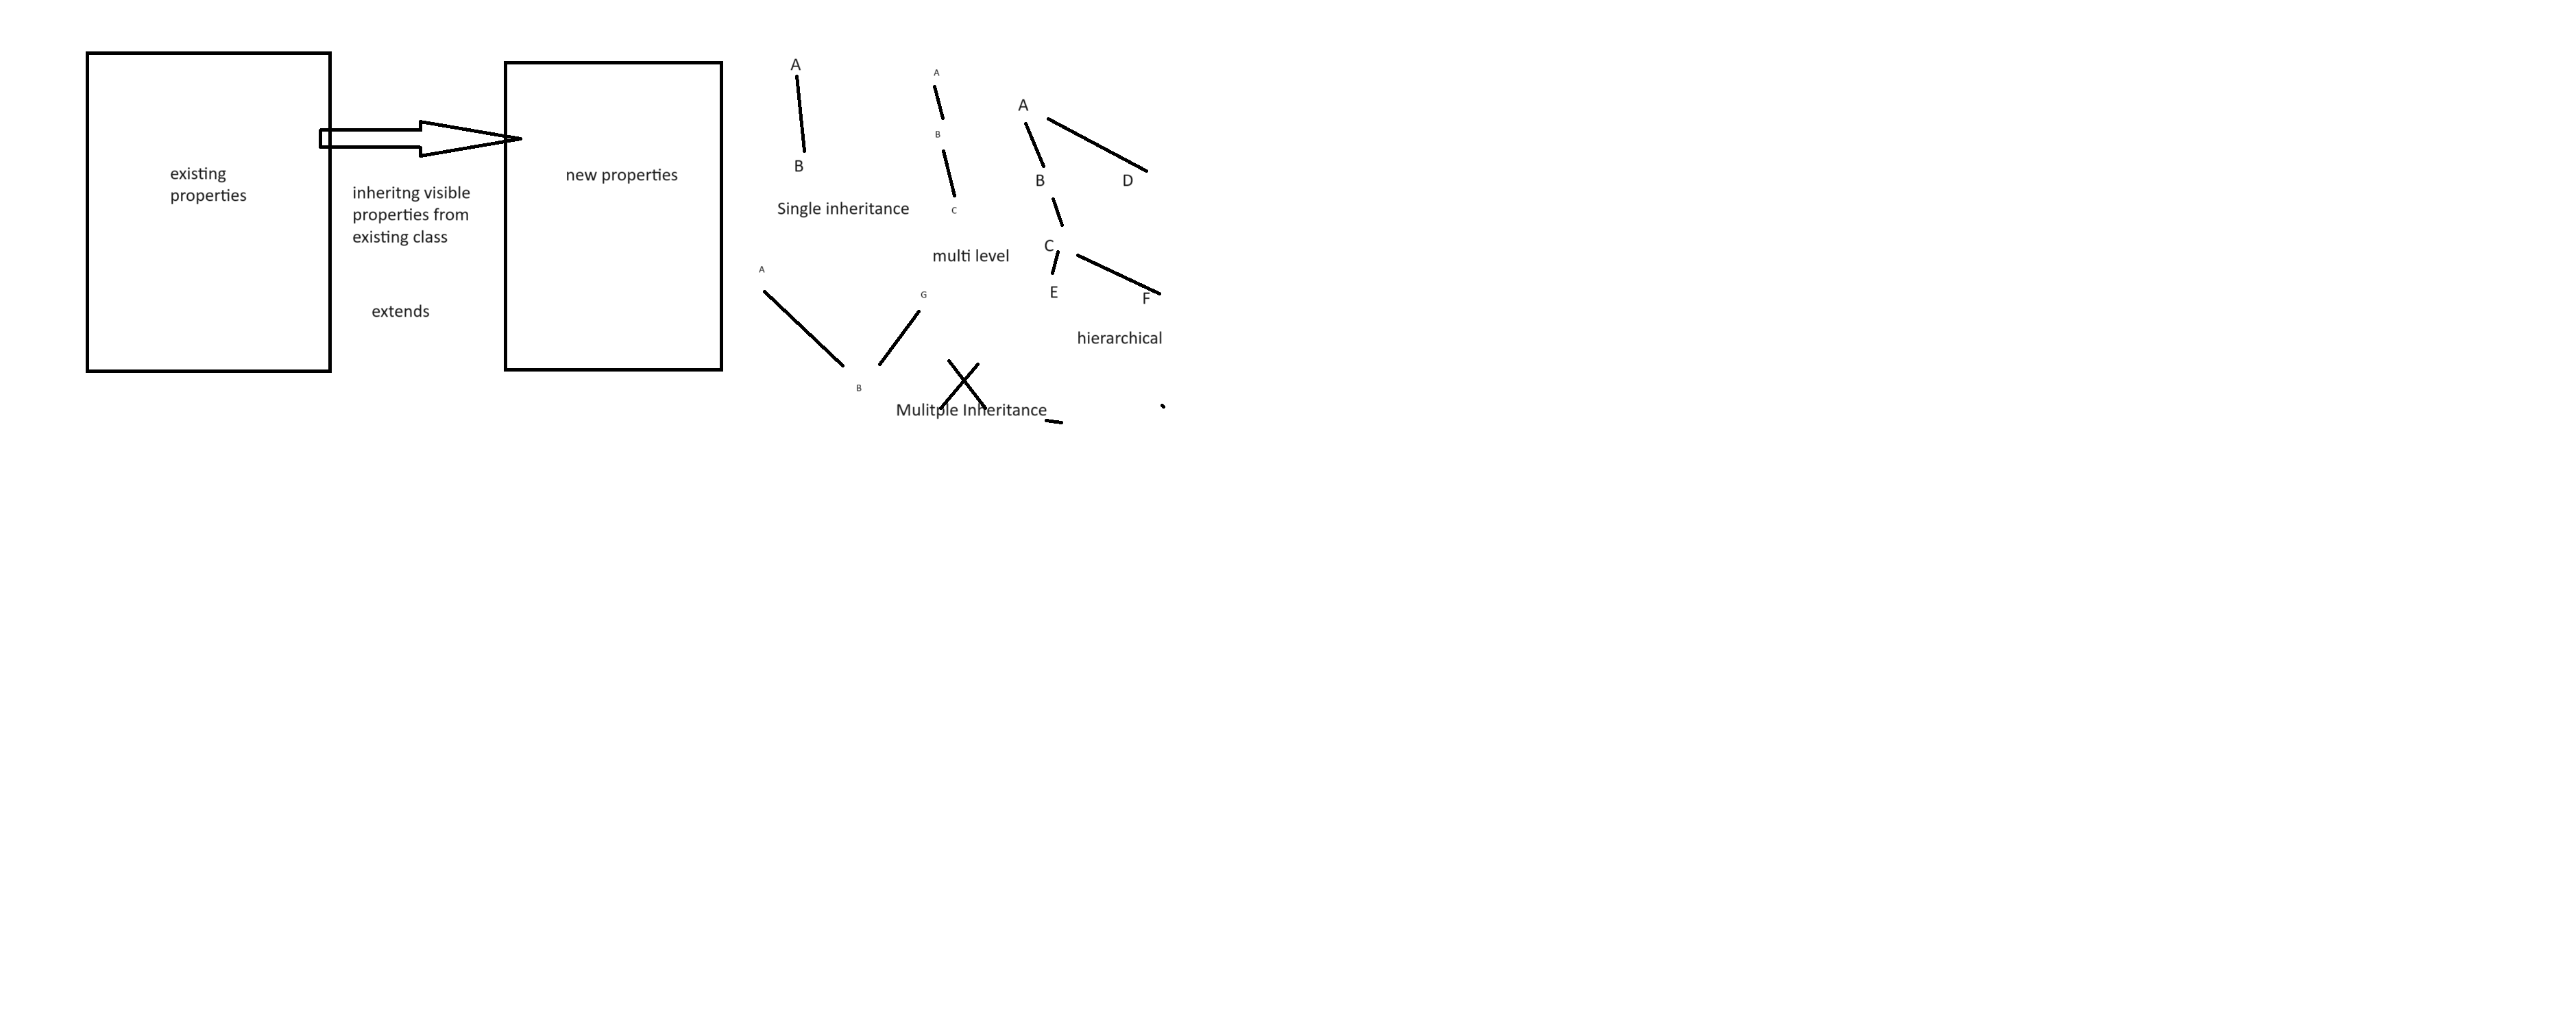 existing
properties
inheritng visible
properties from
existing class
extends
new properties
A
B
Single inheritance
A
B
C
multi level
A
B
D
C
E
F
hierarchical
A
G
B
Mulitple Inheritance